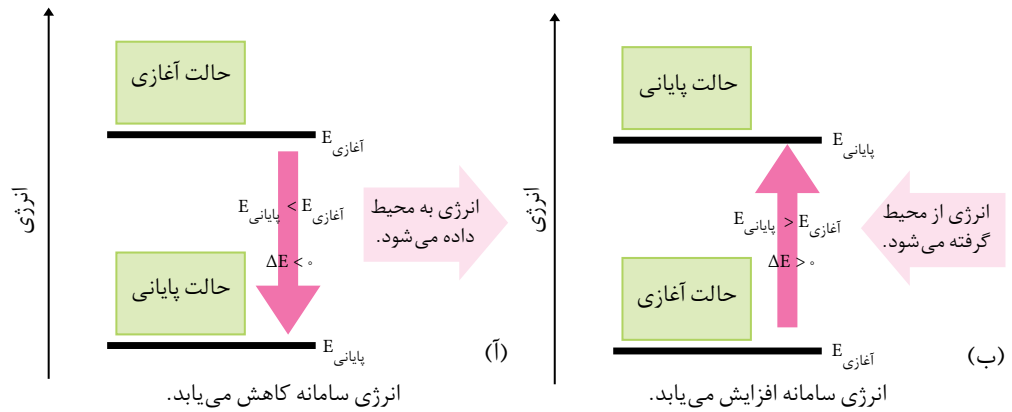 انرژی
حالت آغازی
E آغازی
E پایانی < E آغازی
ΔE < ۰
انرژی به محیط
داده می‌شود.
حالت پایانی
E پایانی
(آ)
انرژی سامانه کاهش می‌یابد.
انرژی
حالت پایانی
E پایانی
E پایانی > E آغازی
ΔE > ۰
انرژی از محیط
گرفته می‌شود.
حالت آغازی
E آغازی
(ب)
انرژی سامانه افزایش می‌یابد.